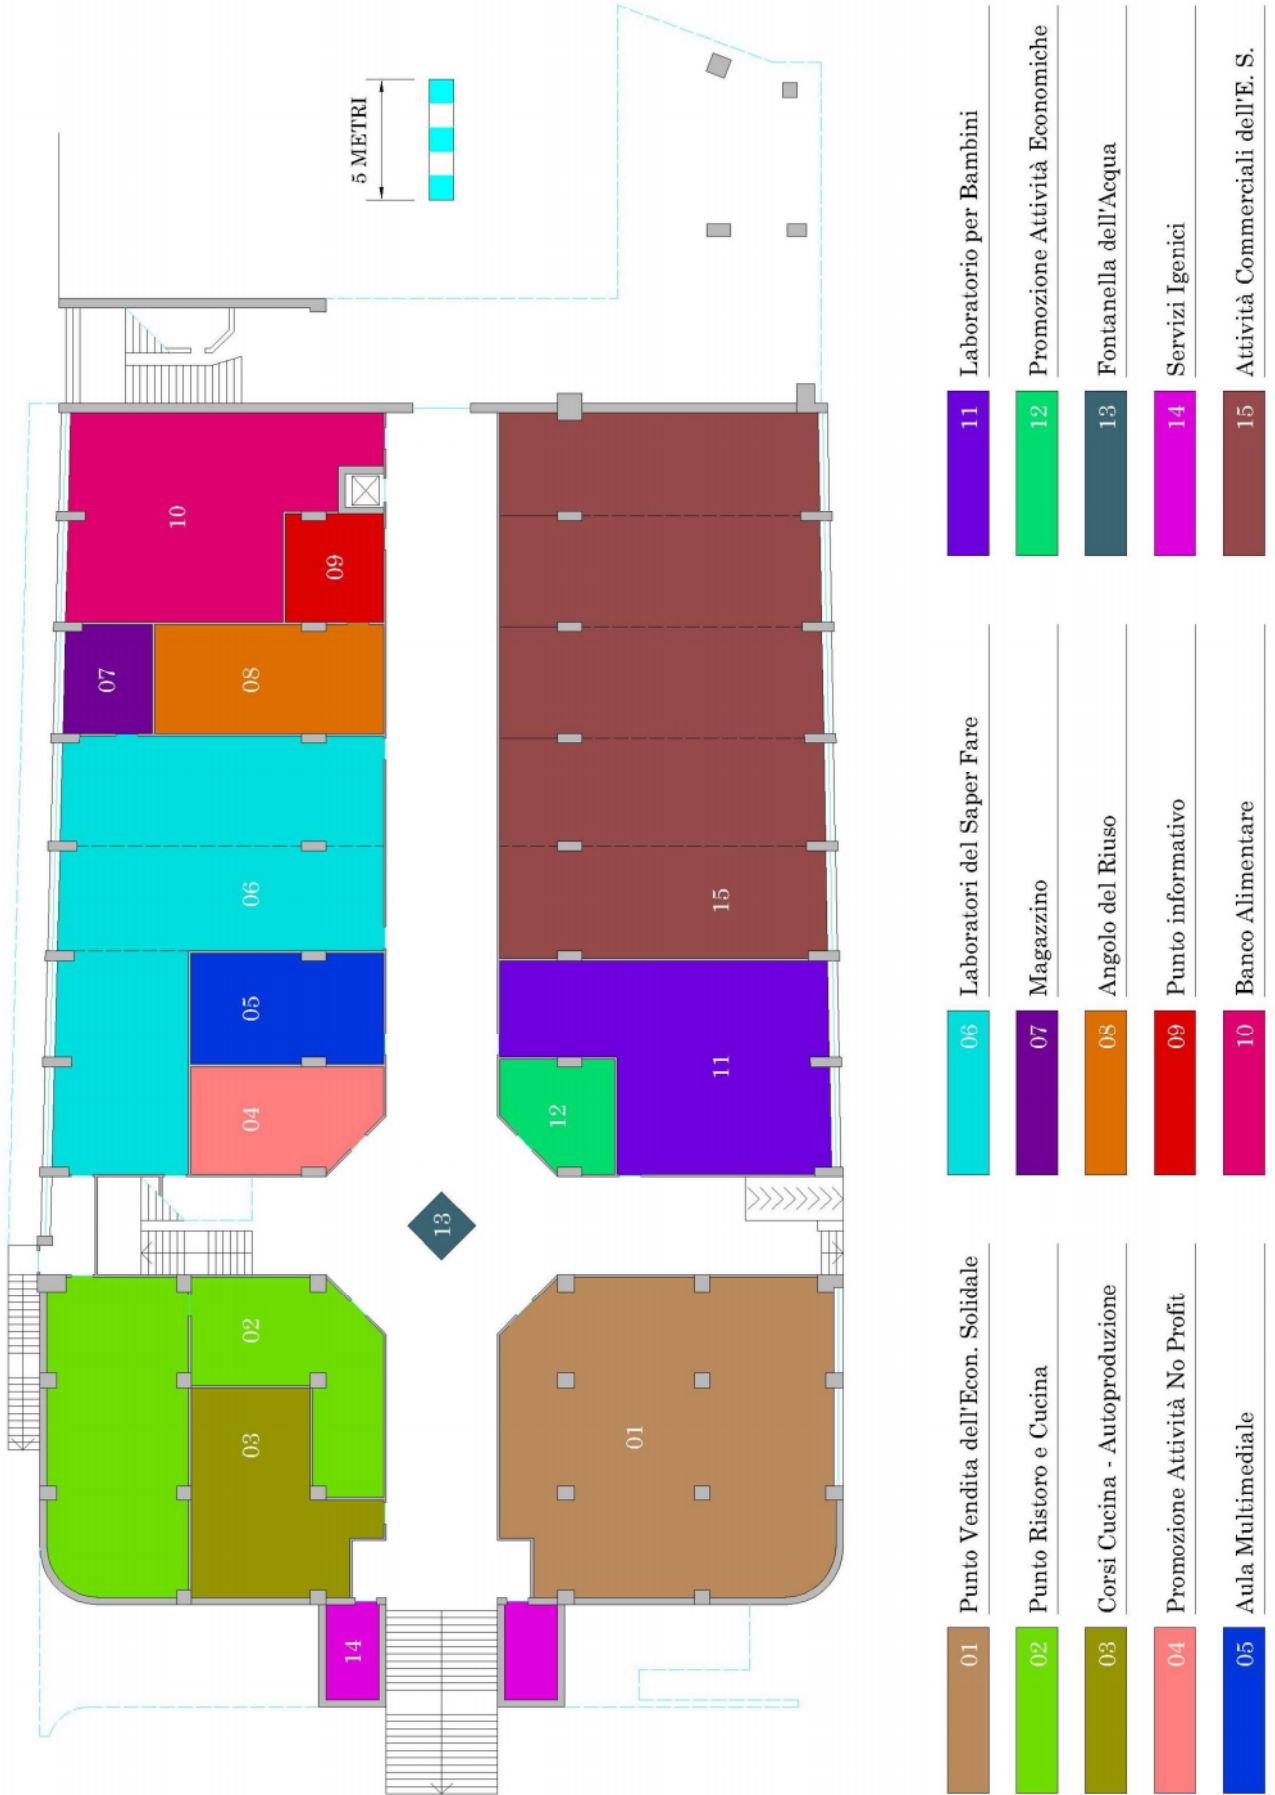 5 METRI
10
09
07
08
06
05
04
15
11
12
13
02
03
01
14
01 Punto Vendita dell'Econ. Solidale
02 Punto Ristoro e Cucina
03 Corsi Cucina - Autoproduzione
04 Promozione Attività No Profit
05 Aula Multimediale
06 Laboratori del Saper Fare
07 Magazzino
08 Angolo del Riuso
09 Punto informativo
10 Banco Alimentare
11 Laboratorio per Bambini
12 Promozione Attività Economiche
13 Fontanella dell'Acqua
14 Servizi Igenici
15 Attività Commerciali dell'E. S.